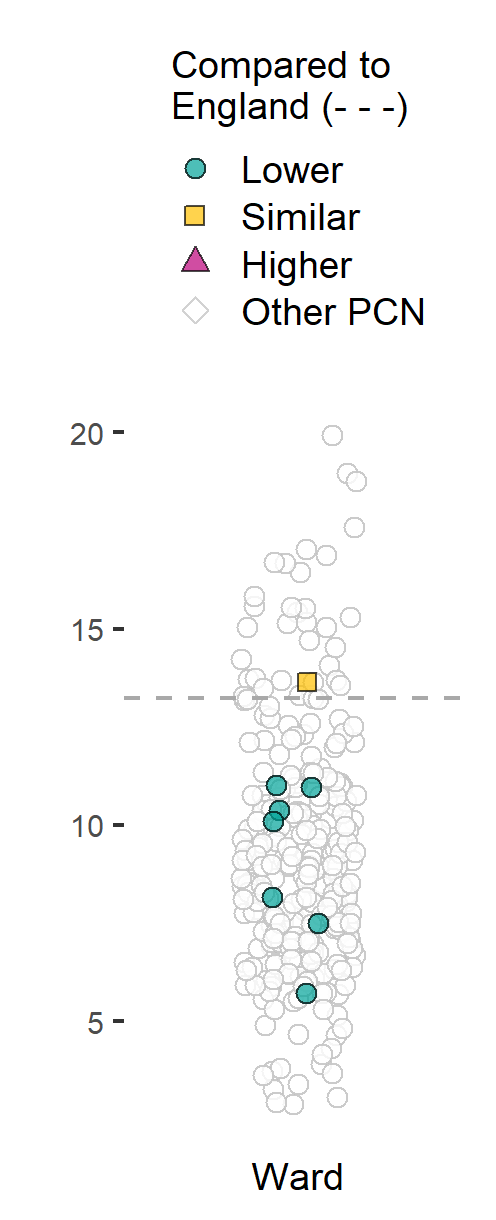 Compared to
England (- - -)
Lower
Similar
Higher
Other PCN
20
15
10
5
Ward